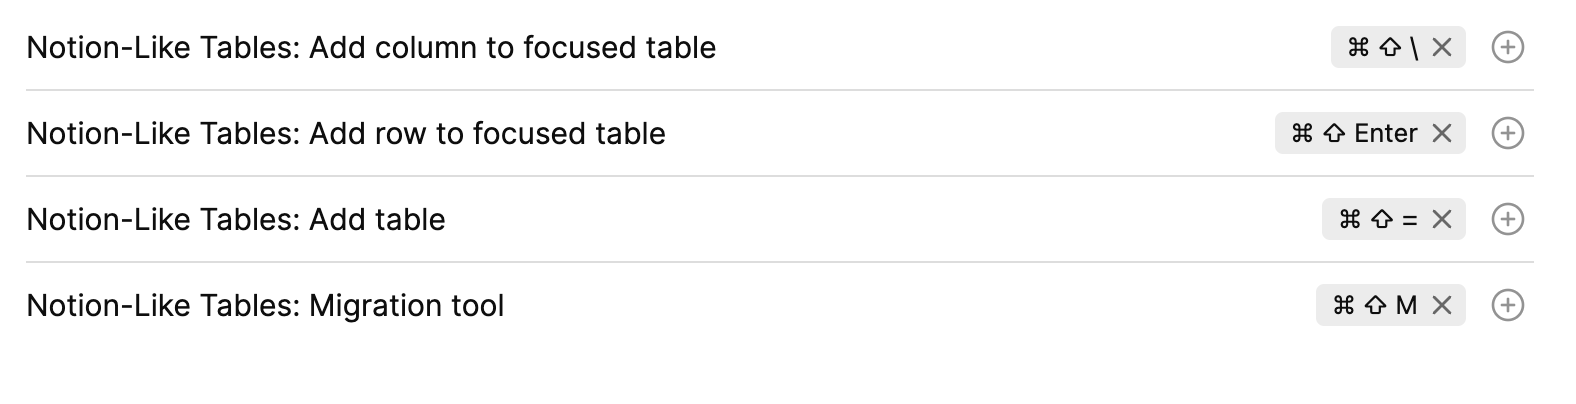 Notion-Like Tables: Add column to focused table ⌘ ⇧ \
Notion-Like Tables: Add row to focused table ⌘ ⇧ Enter
Notion-Like Tables: Add table ⌘ ⇧ =
Notion-Like Tables: Migration tool ⌘ ⇧ M